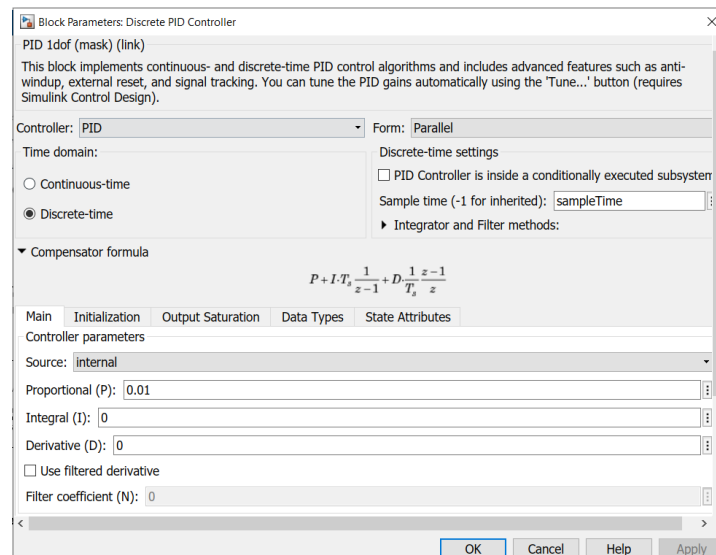 Block Parameters: Discrete PID Controller
PID 1dof (mask) (link)
This block implements continuous- and discrete-time PID control algorithms and includes advanced features such as anti-
windup, external reset, and signal tracking. You can tune the PID gains automatically using the 'Tune...' button (requires
Simulink Control Design).
Controller: PID Form: Parallel
Time domain: Discrete-time settings
PID Controller is inside a conditionally executed subsystem
Continuous-time
Sample time (-1 for inherited): sampleTime
Discrete-time
Integrator and Filter methods:
Compensator formula
P + I·T_s 1/(z−1) + D·1/T_s (z−1)/z
Main Initialization Output Saturation Data Types State Attributes
Controller parameters
Source: internal
Proportional (P): 0.01
Integral (I): 0
Derivative (D): 0
Use filtered derivative
Filter coefficient (N): 0
OK Cancel Help Apply